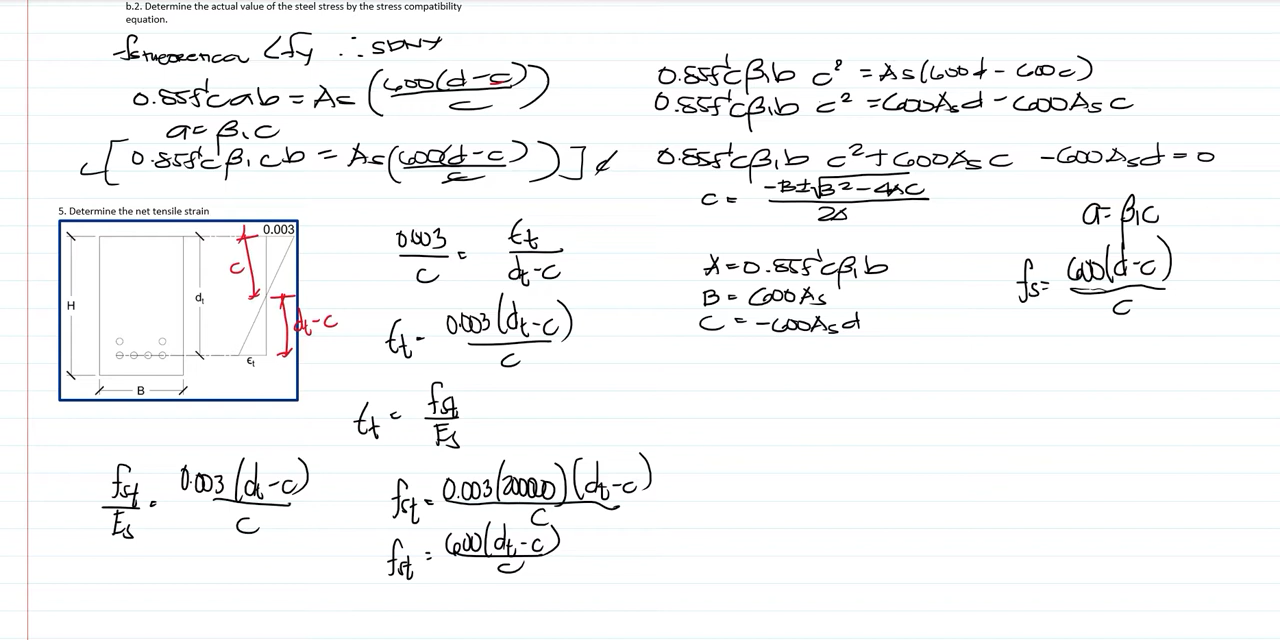 b.2. Determine the actual value of the steel stress by the stress compatibility
equation.
fs theoretical < fy ∴ SDNY
0.85f'c ab = As (600(d-c)/c)
a = β1c
[0.85f'c β1 c b = As (600(d-c)/c)] c
0.85f'c β1 b c² = As(600d - 600c)
0.85f'c β1 b c² = 600Asd - 600As c
0.85f'c β1 b c² + 600As c - 600Asd = 0
c = (-B ± √(B² - 4AC))/2A
A = 0.85f'c β1 b
B = 600As
C = -600Asd
a = β1c
fs = 600(d-c)/c
5. Determine the net tensile strain
0.003
c
dt
H
dt-c
B
εt
0.003/c = εt/(dt-c)
εt = 0.003(dt-c)/c
εt = fst/Es
fst/Es = 0.003(dt-c)/c
fst = 0.003(200000)(dt-c)/c
fst = 600(dt-c)/c